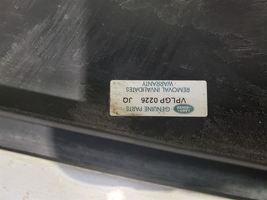 GENUINE PARTS
REMOVAL INVALIDATES
WARRANTY
VPLGP 0226 JO